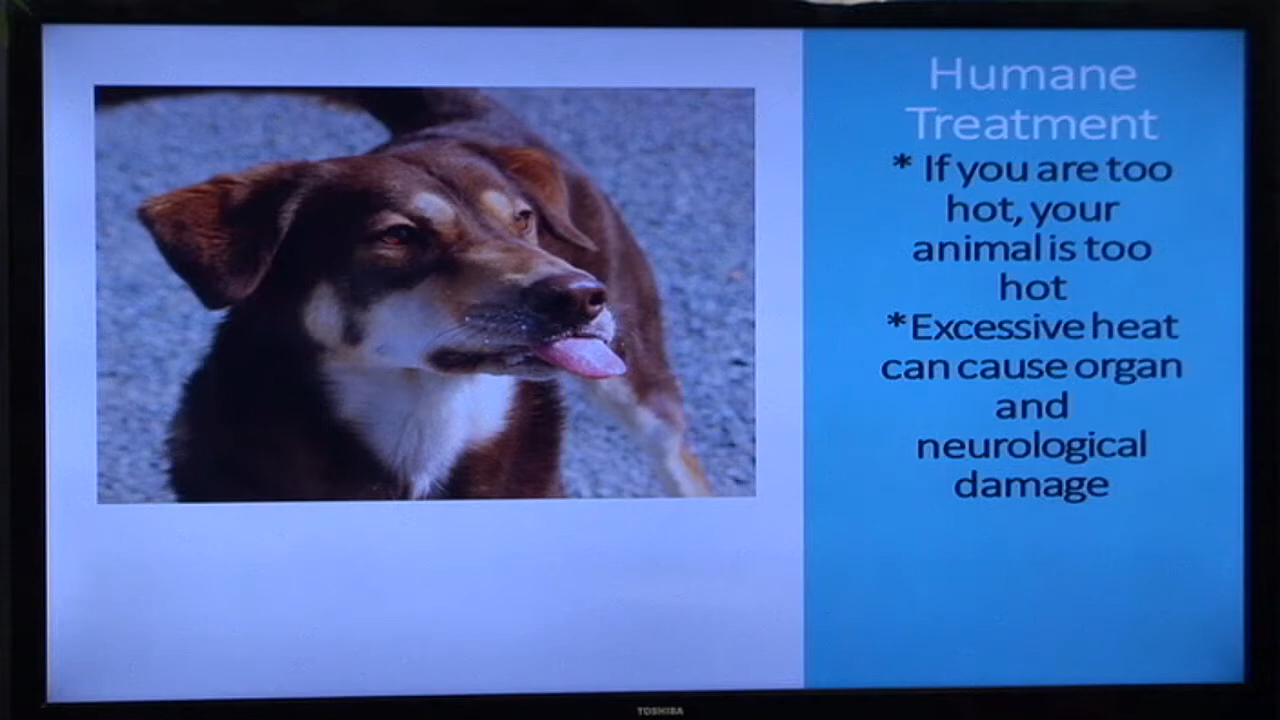 Humane
Treatment
* If you are too
hot, your
animal is too
hot
*Excessive heat
can cause organ
and
neurological
damage
TOSHIBA